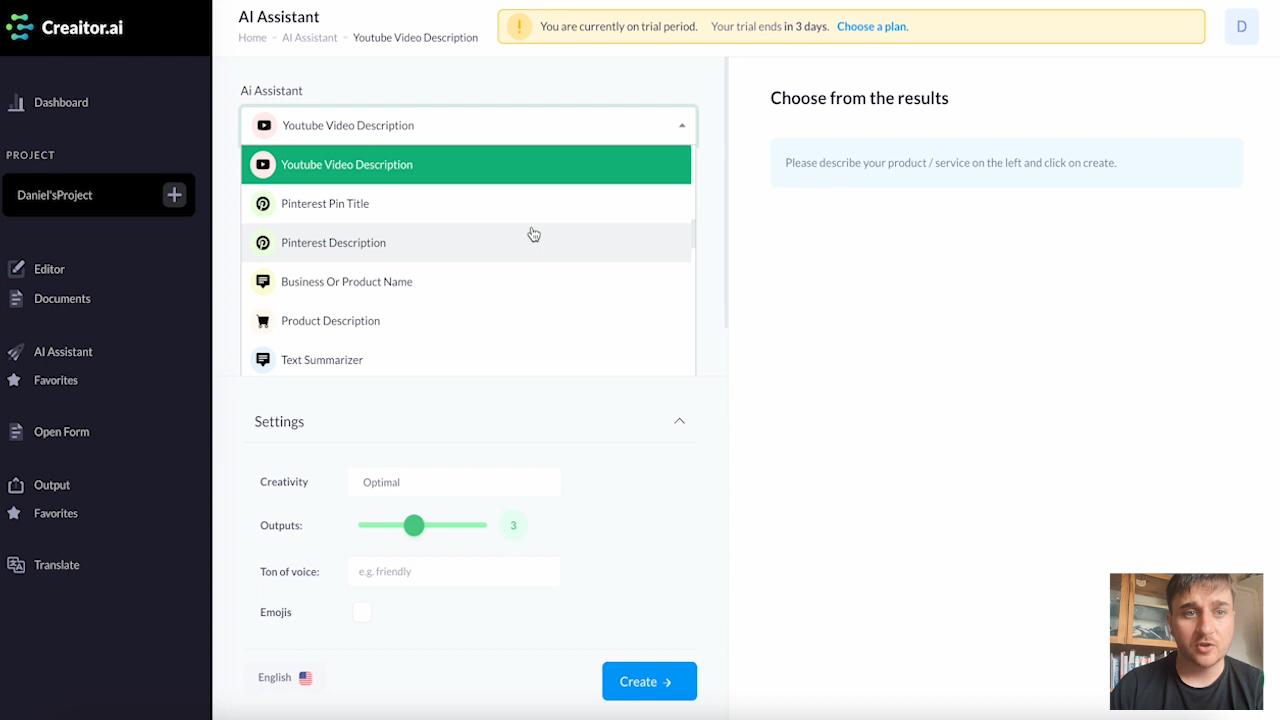 Creaitor.ai
AI Assistant
Home - AI Assistant - Youtube Video Description
! You are currently on trial period. Your trial ends in 3 days. Choose a plan.
D
Dashboard
PROJECT
Daniel'sProject +
Editor
Documents
AI Assistant
Favorites
Open Form
Output
Favorites
Translate
Ai Assistant
Youtube Video Description
Youtube Video Description
Pinterest Pin Title
Pinterest Description
Business Or Product Name
Product Description
Text Summarizer
Settings
Creativity Optimal
Outputs: 3
Ton of voice: e.g. friendly
Emojis
English
Create →
Choose from the results
Please describe your product / service on the left and click on create.